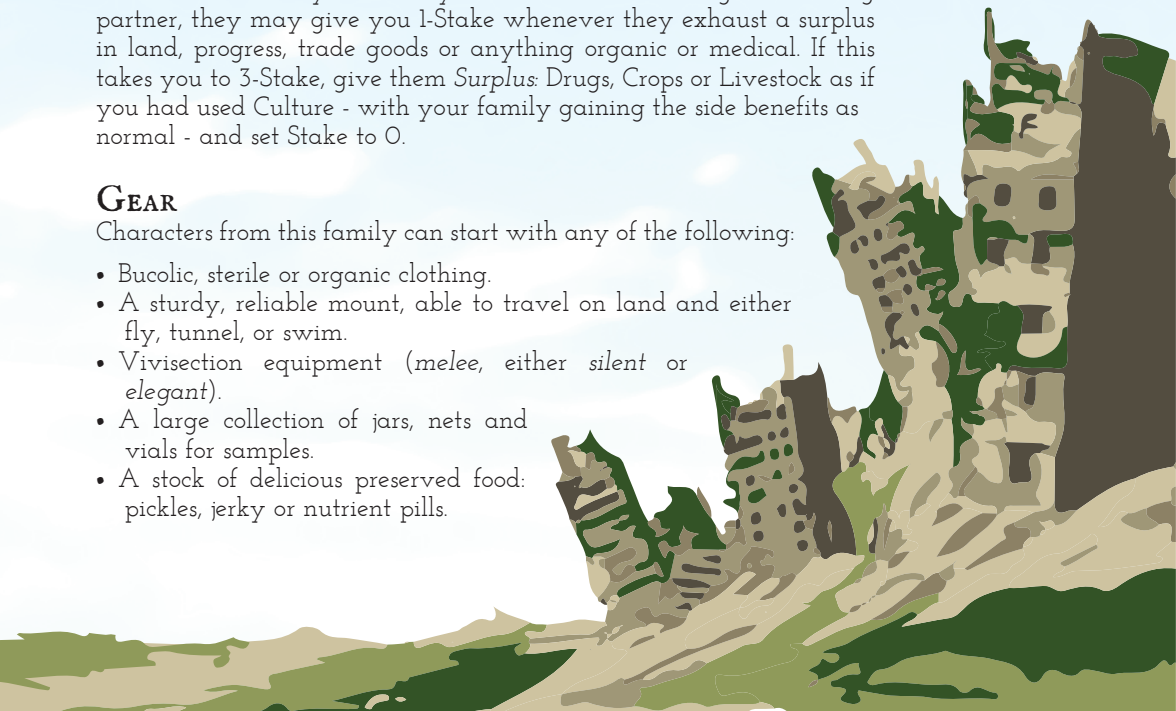 partner, they may give you 1-Stake whenever they exhaust a surplus
in land, progress, trade goods or anything organic or medical. If this
takes you to 3-Stake, give them Surplus: Drugs, Crops or Livestock as if
you had used Culture - with your family gaining the side benefits as
normal - and set Stake to 0.
Gear
Characters from this family can start with any of the following:
• Bucolic, sterile or organic clothing.
• A sturdy, reliable mount, able to travel on land and either
fly, tunnel, or swim.
• Vivisection equipment (melee, either silent or
elegant).
• A large collection of jars, nets and
vials for samples.
• A stock of delicious preserved food:
pickles, jerky or nutrient pills.